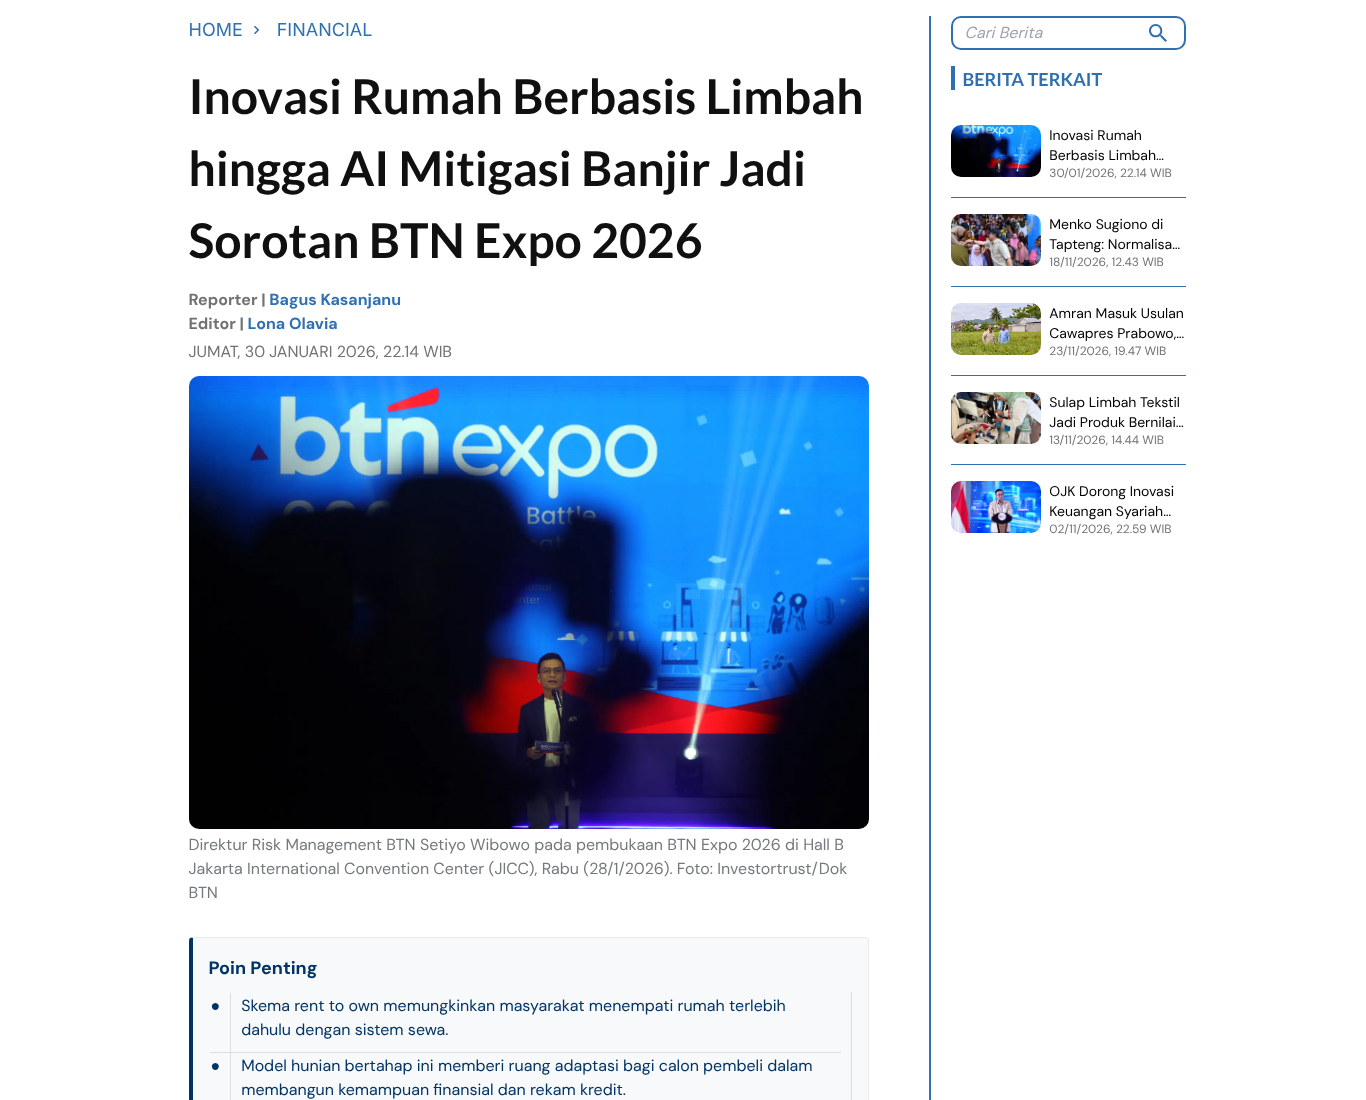 HOME > FINANCIAL
Inovasi Rumah Berbasis Limbah
hingga AI Mitigasi Banjir Jadi
Sorotan BTN Expo 2026
Reporter | Bagus Kasanjanu
Editor | Lona Olavia
JUMAT, 30 JANUARI 2026, 22.14 WIB
btn expo
Battle
Direktur Risk Management BTN Setiyo Wibowo pada pembukaan BTN Expo 2026 di Hall B
Jakarta International Convention Center (JICC), Rabu (28/1/2026). Foto: Investortrust/Dok
BTN
Poin Penting
● Skema rent to own memungkinkan masyarakat menempati rumah terlebih
dahulu dengan sistem sewa.
● Model hunian bertahap ini memberi ruang adaptasi bagi calon pembeli dalam
membangun kemampuan finansial dan rekam kredit.
Cari Berita
BERITA TERKAIT
btn expo
Inovasi Rumah
Berbasis Limbah...
30/01/2026, 22.14 WIB
Menko Sugiono di
Tapteng: Normalisa...
18/11/2026, 12.43 WIB
Amran Masuk Usulan
Cawapres Prabowo,...
23/11/2026, 19.47 WIB
Sulap Limbah Tekstil
Jadi Produk Bernilai...
13/11/2026, 14.44 WIB
OJK Dorong Inovasi
Keuangan Syariah...
02/11/2026, 22.59 WIB